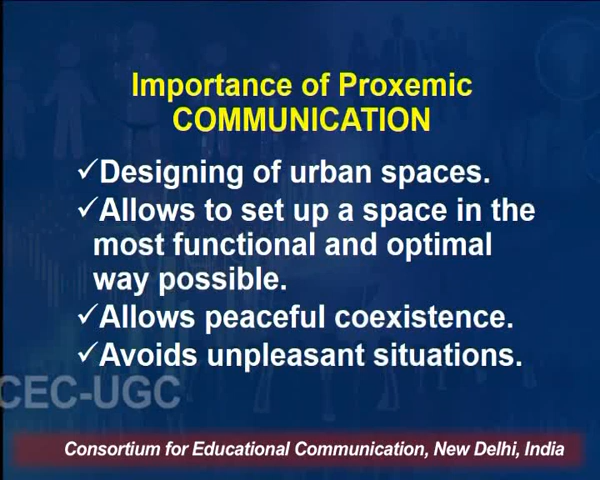 Importance of Proxemic
COMMUNICATION
✓Designing of urban spaces.
✓Allows to set up a space in the
most functional and optimal
way possible.
✓Allows peaceful coexistence.
✓Avoids unpleasant situations.
CEC-UGC
Consortium for Educational Communication, New Delhi, India